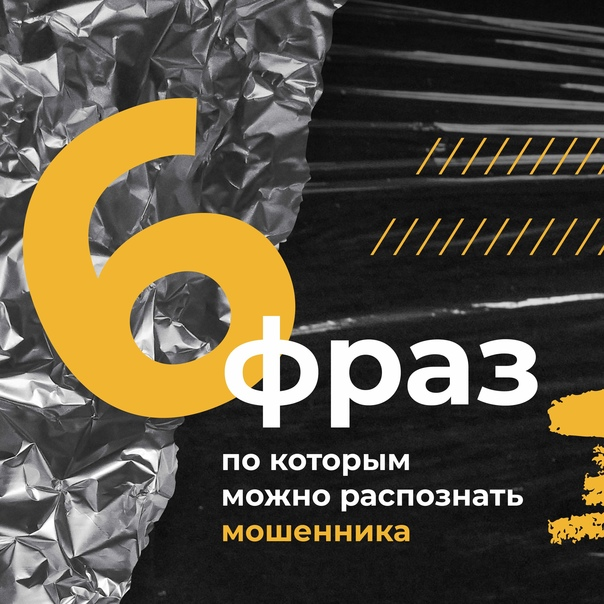 6
фраз
по которым
можно распознать
мошенника